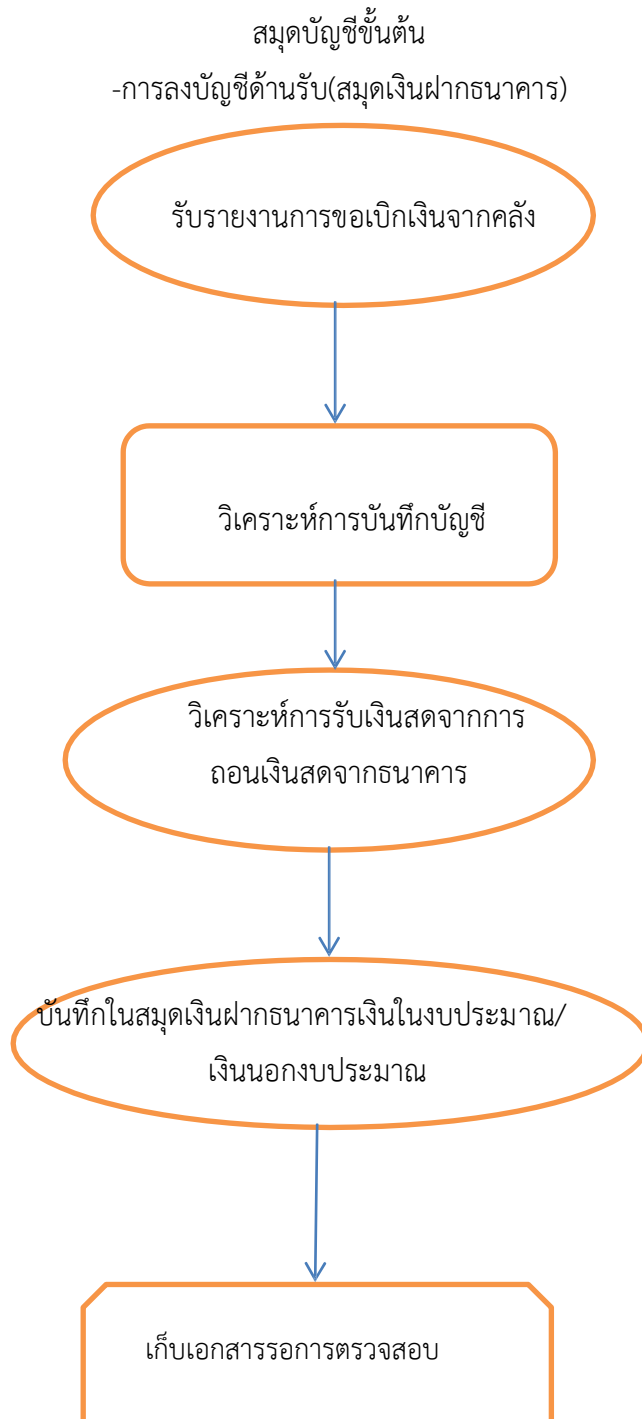 สมุดบัญชีขั้นต้น
-การลงบัญชีด้านรับ(สมุดเงินฝากธนาคาร)
รับรายงานการขอเบิกเงินจากคลัง
วิเคราะห์การบันทึกบัญชี
วิเคราะห์การรับเงินสดจากการ
ถอนเงินสดจากธนาคาร
บันทึกในสมุดเงินฝากธนาคารเงินในงบประมาณ/
เงินนอกงบประมาณ
เก็บเอกสารรอการตรวจสอบ